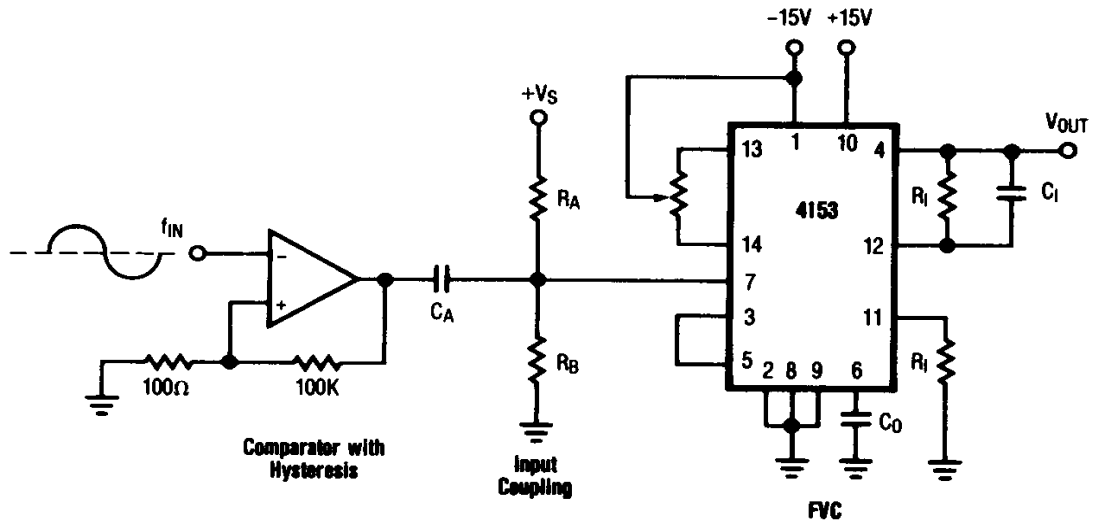 −15V +15V
+VS
VOUT
13 1 10 4
RA
RI CI
4153
fIN
−
14 12
7
+
CA
3 11
RB
RI
5
100Ω 100K
2 8 9 6
CO
Comparator with
Hysteresis
Input
Coupling
FVC